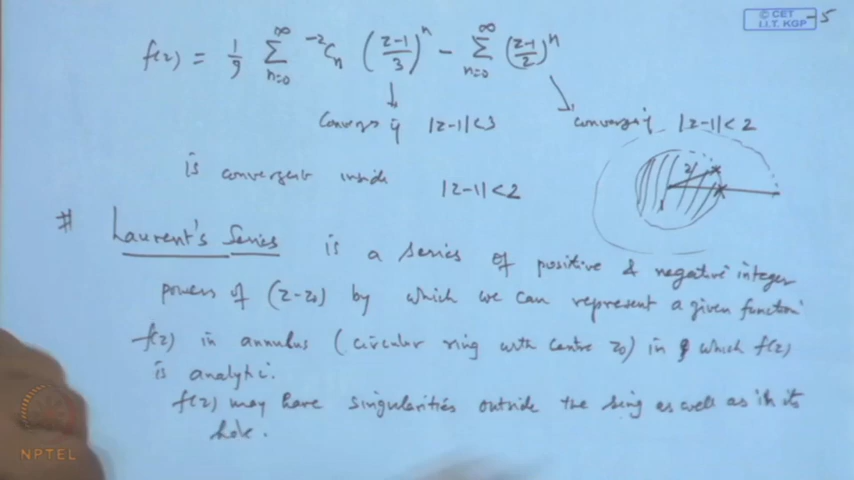 © CET
I.I.T. KGP
-5
f(z) = 1/9 ∑_{n=0}^{∞} ^{-2}C_n ((z-1)/3)^n - ∑_{n=0}^{∞} ((z-1)/2)^n
Converges if |z-1|<3
converges if |z-1|<2
is convergent inside |z-1|<2
# Laurent's Series is a series of positive & negative integer
powers of (z-z0) by which we can represent a given function
f(z) in annulus (circular ring with centre z0) in which f(z)
is analytic.
f(z) may have singularities outside the ring as well as in its
hole.
NPTEL